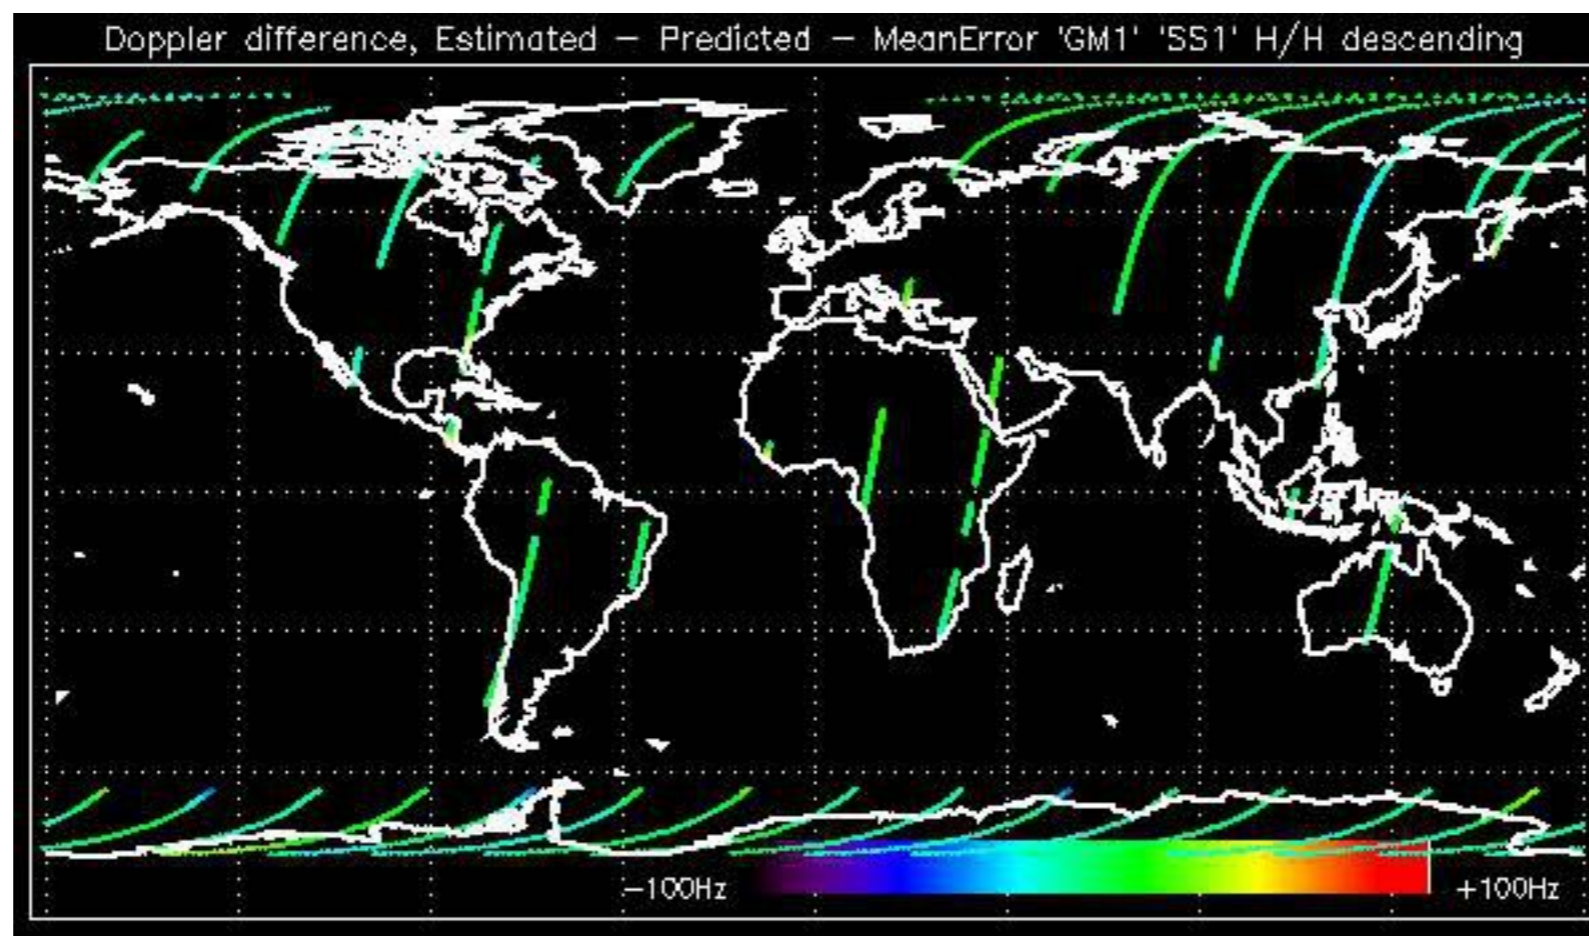 Doppler difference, Estimated — Predicted — MeanError 'GM1' 'SS1' H/H descending
−100Hz
+100Hz